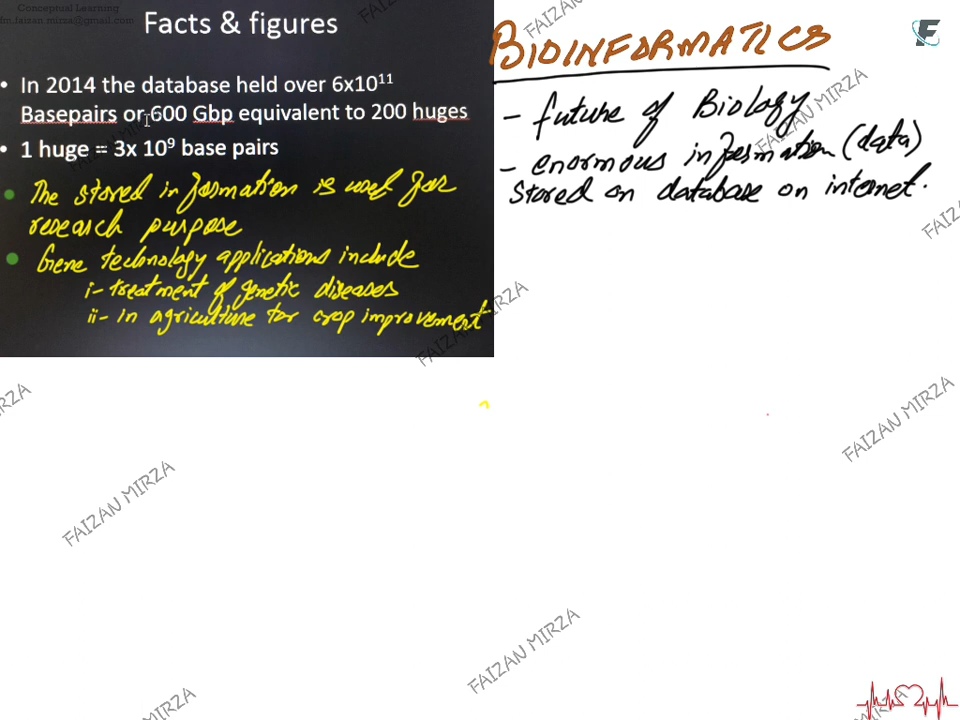 Conceptual Learning
fm.faizan.mirza@gmail.com
Facts & figures
• In 2014 the database held over 6x10¹¹
Basepairs or 600 Gbp equivalent to 200 huges
• 1 huge = 3x 10⁹ base pairs
• The stored information is used for
research purpose
• Gene technology applications include
i- treatment of genetic diseases
ii- in agriculture for crop improvement
BIOINFORMATICS
- future of Biology
- enormous information (data)
stored on database on internet.
F
FAIZAN MIRZA
FAIZAN MIRZA
FAIZAN MIRZA
FAIZAN MIRZA
FAIZAN MIRZA
FAIZAN MIRZA
FAIZAN MIRZA